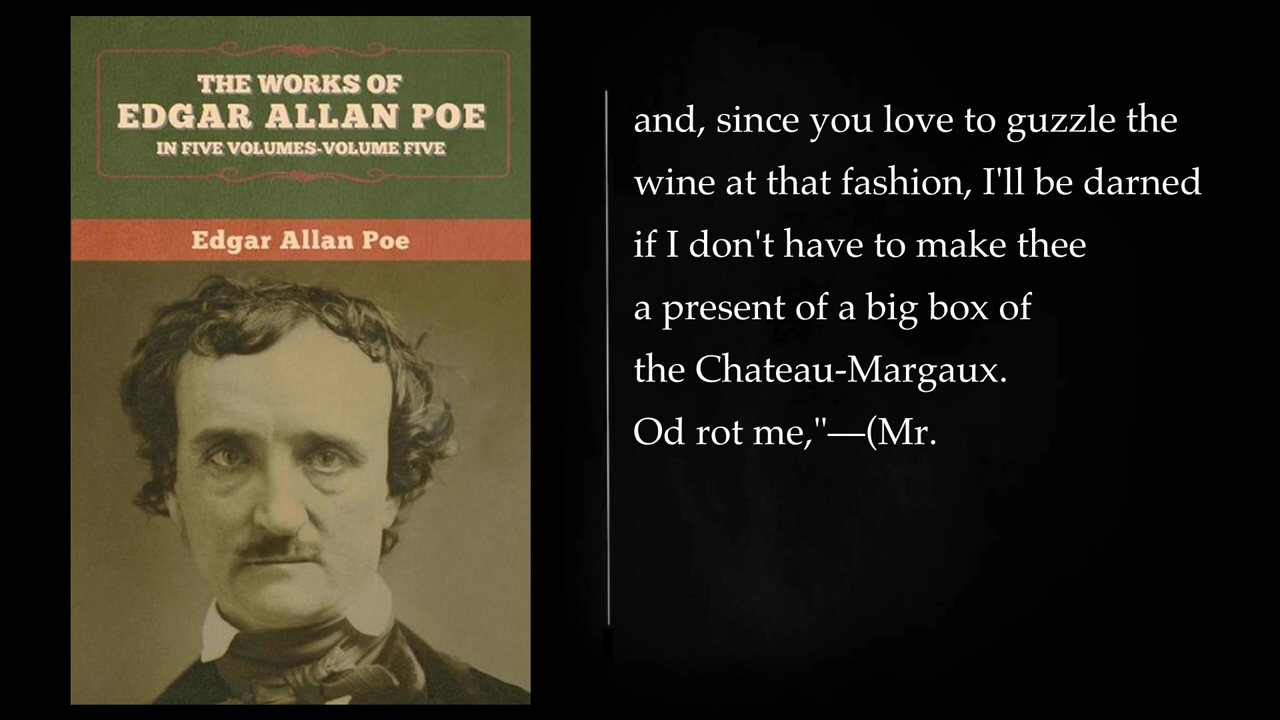 THE WORKS OF
EDGAR ALLAN POE
IN FIVE VOLUMES-VOLUME FIVE
Edgar Allan Poe
and, since you love to guzzle the
wine at that fashion, I'll be darned
if I don't have to make thee
a present of a big box of
the Chateau-Margaux.
Od rot me,"—(Mr.